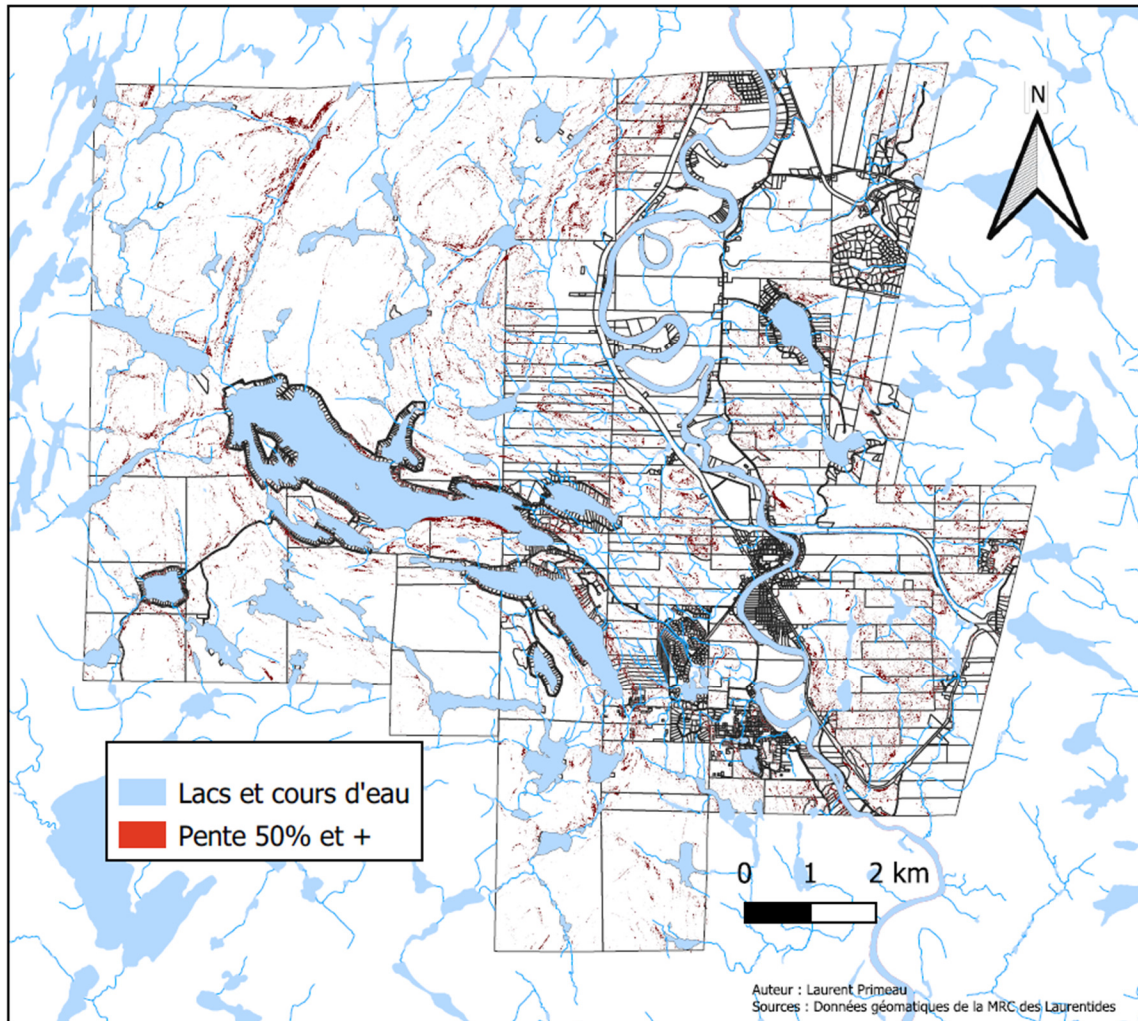 N
Lacs et cours d'eau
Pente 50% et +
0 1 2 km
Auteur : Laurent Primeau
Sources : Données géomatiques de la MRC des Laurentides